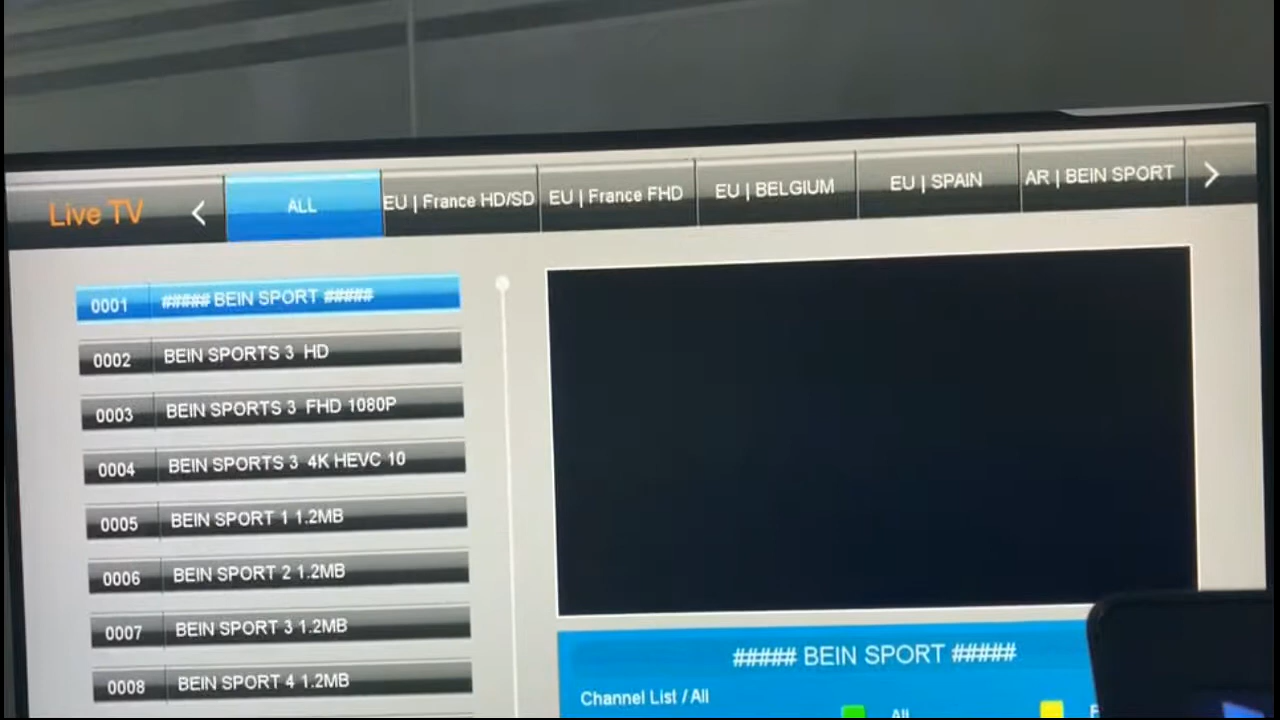 Live TV < ALL EU | France HD/SD EU | France FHD EU | BELGIUM EU | SPAIN AR | BEIN SPORT >
0001 ##### BEIN SPORT #####
0002 BEIN SPORTS 3 HD
0003 BEIN SPORTS 3 FHD 1080P
0004 BEIN SPORTS 3 4K HEVC 10
0005 BEIN SPORT 1 1.2MB
0006 BEIN SPORT 2 1.2MB
0007 BEIN SPORT 3 1.2MB
0008 BEIN SPORT 4 1.2MB
##### BEIN SPORT #####
Channel List / All
All